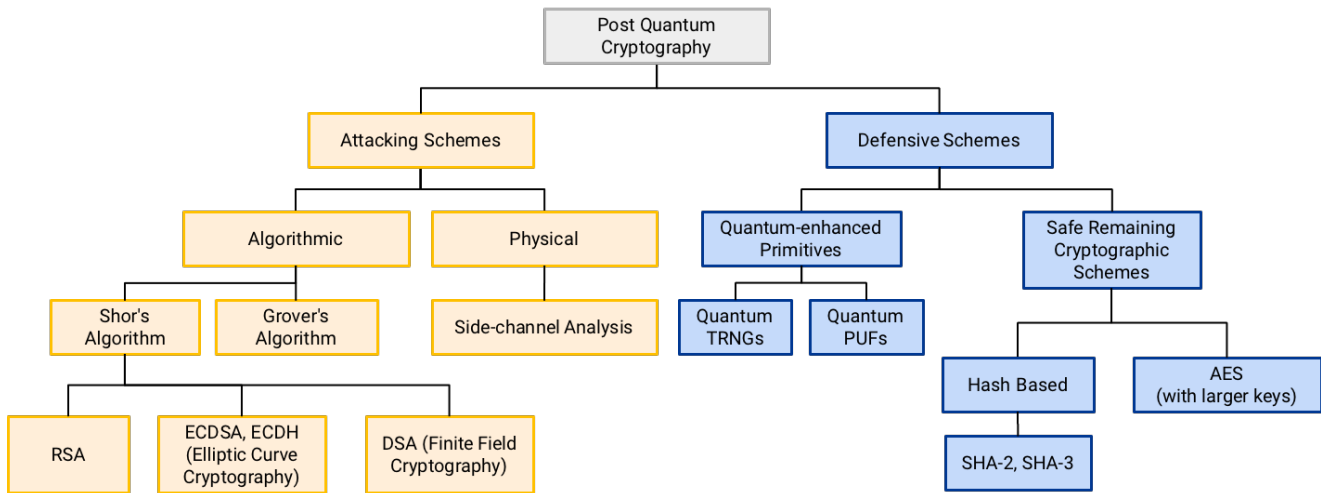 Post Quantum
Cryptography
Attacking Schemes
Defensive Schemes
Algorithmic
Physical
Quantum-enhanced
Primitives
Safe Remaining
Cryptographic
Schemes
Shor's
Algorithm
Grover's
Algorithm
Side-channel Analysis
Quantum
TRNGs
Quantum
PUFs
Hash Based
AES
(with larger keys)
RSA
ECDSA, ECDH
(Elliptic Curve
Cryptography)
DSA (Finite Field
Cryptography)
SHA-2, SHA-3